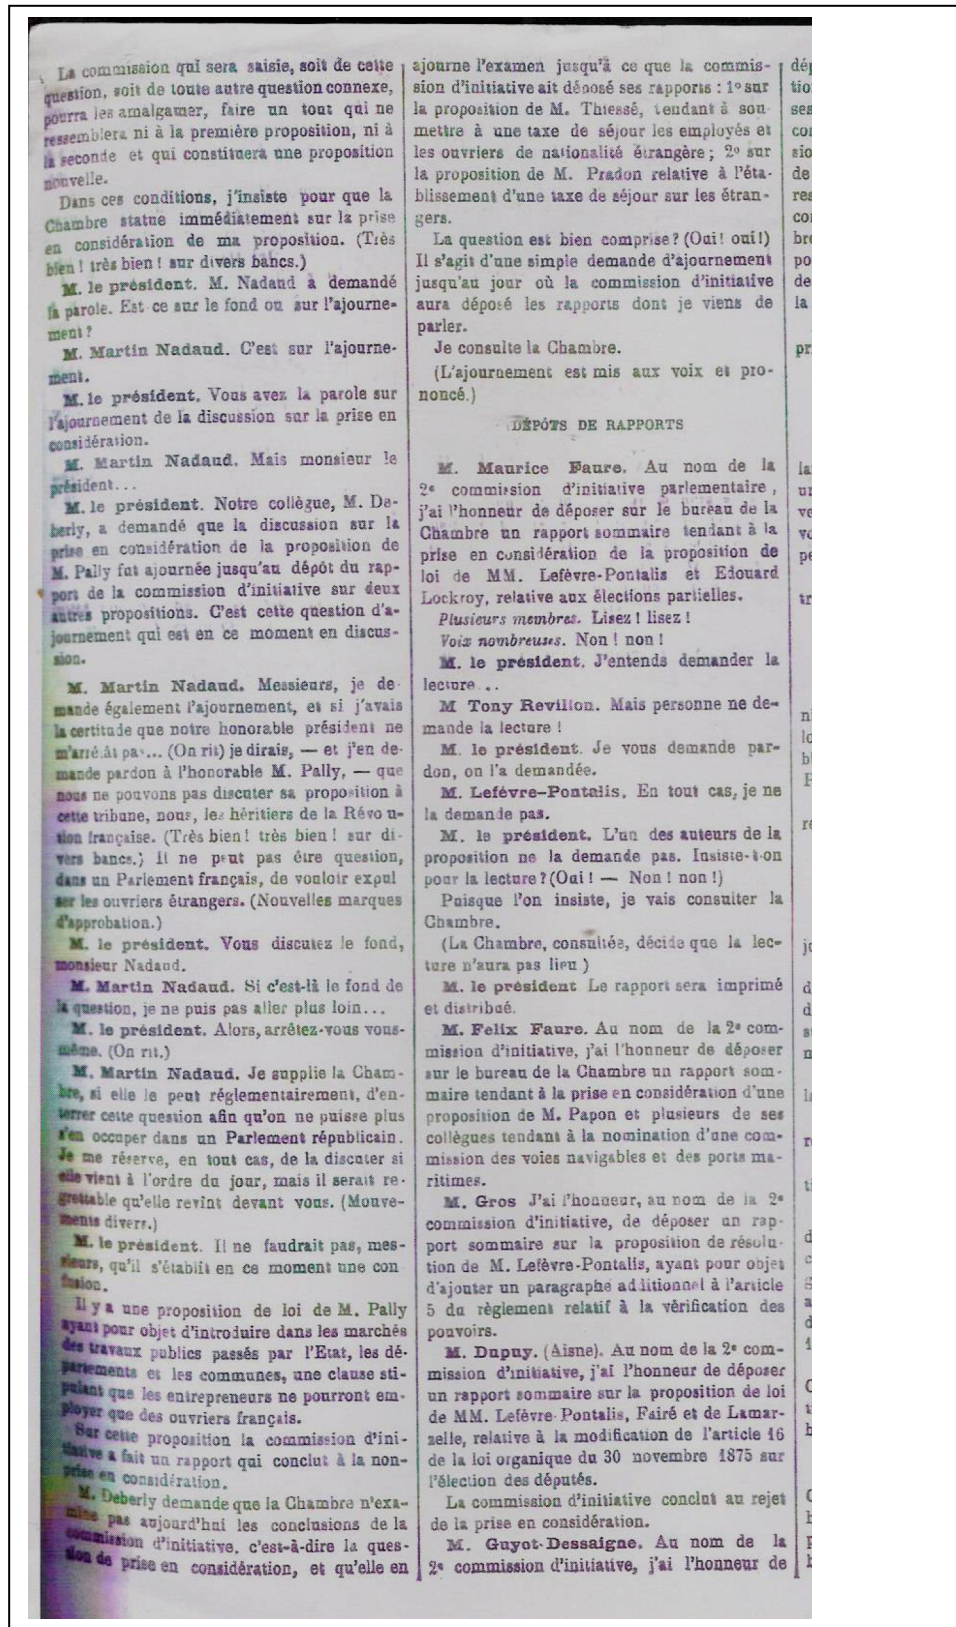 La commission qui sera saisie, soit de cette
question, soit de toute autre question connexe,
pourra les amalgamer, faire un tout qui ne
ressemblera ni à la première proposition, ni à
la seconde et qui constituera une proposition
nouvelle.
Dans ces conditions, j'insiste pour que la
Chambre statue immédiatement sur la prise
en considération de ma proposition. (Très
bien ! très bien ! sur divers bancs.)
M. le président. M. Nadaud a demandé
la parole. Est-ce sur le fond ou sur l'ajourne-
ment ?
M. Martin Nadaud. C'est sur l'ajourne-
ment.
M. le président. Vous avez la parole sur
l'ajournement de la discussion sur la prise en
considération.
M. Martin Nadaud. Mais monsieur le
président...
M. le président. Notre collègue, M. De-
berly, a demandé que la discussion sur la
prise en considération de la proposition de
M. Pally fut ajournée jusqu'au dépôt du rap-
port de la commission d'initiative sur deux
autres propositions. C'est cette question d'a-
journement qui est en ce moment en discus-
sion.
M. Martin Nadaud. Messieurs, je de-
mande également l'ajournement, et si j'avais
la certitude que notre honorable président ne
m'arrêtât pas... (On rit) je dirais, — et j'en de-
mande pardon à l'honorable M. Pally, — que
nous ne pouvons pas discuter sa proposition à
cette tribune, nous, les héritiers de la Révolu-
tion française. (Très bien ! très bien ! sur di-
vers bancs.) Il ne peut pas être question,
dans un Parlement français, de vouloir expul
ser les ouvriers étrangers. (Nouvelles marques
d'approbation.)
M. le président. Vous discutez le fond,
monsieur Nadaud.
M. Martin Nadaud. Si c'est-là le fond de
la question, je ne puis pas aller plus loin...
M. le président. Alors, arrêtez-vous vous-
même. (On rit.)
M. Martin Nadaud. Je supplie la Cham-
bre, si elle le peut réglementairement, d'en-
terrer cette question afin qu'on ne puisse plus
s'en occuper dans un Parlement républicain.
Je me réserve, en tout cas, de la discuter si
elle vient à l'ordre du jour, mais il serait re-
grettable qu'elle revînt devant vous. (Mouve-
ments divers.)
M. le président. Il ne faudrait pas, mes-
sieurs, qu'il s'établît en ce moment une con
fusion.
Il y a une proposition de loi de M. Pally
ayant pour objet d'introduire dans les marchés
des travaux publics passés par l'Etat, les dé-
partements et les communes, une clause sti-
pulant que les entrepreneurs ne pourront em-
ployer que des ouvriers français.
Sur cette proposition la commission d'ini-
tiative a fait un rapport qui conclut à la non-
prise en considération.
M. Deberly demande que la Chambre n'exa-
mine pas aujourd'hui les conclusions de la
commission d'initiative, c'est-à-dire la ques-
tion de prise en considération, et qu'elle en
ajourne l'examen jusqu'à ce que la commis-
sion d'initiative ait déposé ses rapports : 1º sur
la proposition de M. Thiessé, tendant à sou
mettre à une taxe de séjour les employés et
les ouvriers de nationalité étrangère ; 2º sur
la proposition de M. Pradon relative à l'éta-
blissement d'une taxe de séjour sur les étran-
gers.
La question est bien comprise ? (Oui ! oui !)
Il s'agit d'une simple demande d'ajournement
jusqu'au jour où la commission d'initiative
aura déposé les rapports dont je viens de
parler.
Je consulte la Chambre.
(L'ajournement est mis aux voix et pro-
noncé.)
DÉPÔTS DE RAPPORTS
M. Maurice Faure. Au nom de la
2e commission d'initiative parlementaire,
j'ai l'honneur de déposer sur le bureau de la
Chambre un rapport sommaire tendant à la
prise en considération de la proposition de
loi de MM. Lefèvre-Pontalis et Edouard
Lockroy, relative aux élections partielles.
Plusieurs membres. Lisez ! lisez !
Voix nombreuses. Non ! non !
M. le président. J'entends demander la
lecture...
M Tony Revillon. Mais personne ne de-
mande la lecture !
M. le président. Je vous demande par-
don, on l'a demandée.
M. Lefèvre-Pontalis. En tout cas, je ne
la demande pas.
M. le président. L'un des auteurs de la
proposition ne la demande pas. Insiste-t-on
pour la lecture ? (Oui ! — Non ! non !)
Puisque l'on insiste, je vais consulter la
Chambre.
(La Chambre, consultée, décide que la lec-
ture n'aura pas lieu )
M. le président Le rapport sera imprimé
et distribué.
M. Felix Faure. Au nom de la 2e com-
mission d'initiative, j'ai l'honneur de déposer
sur le bureau de la Chambre un rapport som-
maire tendant à la prise en considération d'une
proposition de M. Papon et plusieurs de ses
collègues tendant à la nomination d'une com-
mission des voies navigables et des ports ma-
ritimes.
M. Gros J'ai l'honneur, au nom de la 2e
commission d'initiative, de déposer un rap-
port sommaire sur la proposition de résolu-
tion de M. Lefèvre-Pontalis, ayant pour objet
d'ajouter un paragraphe additionnel à l'article
5 du règlement relatif à la vérification des
pouvoirs.
M. Dupuy. (Aisne). Au nom de la 2e com-
mission d'initiative, j'ai l'honneur de déposer
un rapport sommaire sur la proposition de loi
de MM. Lefèvre-Pontalis, Fairé et de Lamar-
zelle, relative à la modification de l'article 16
de la loi organique du 30 novembre 1875 sur
l'élection des députés.
La commission d'initiative conclut au rejet
de la prise en considération.
M. Guyot-Dessaigne. Au nom de la
2e commission d'initiative, j'ai l'honneur de